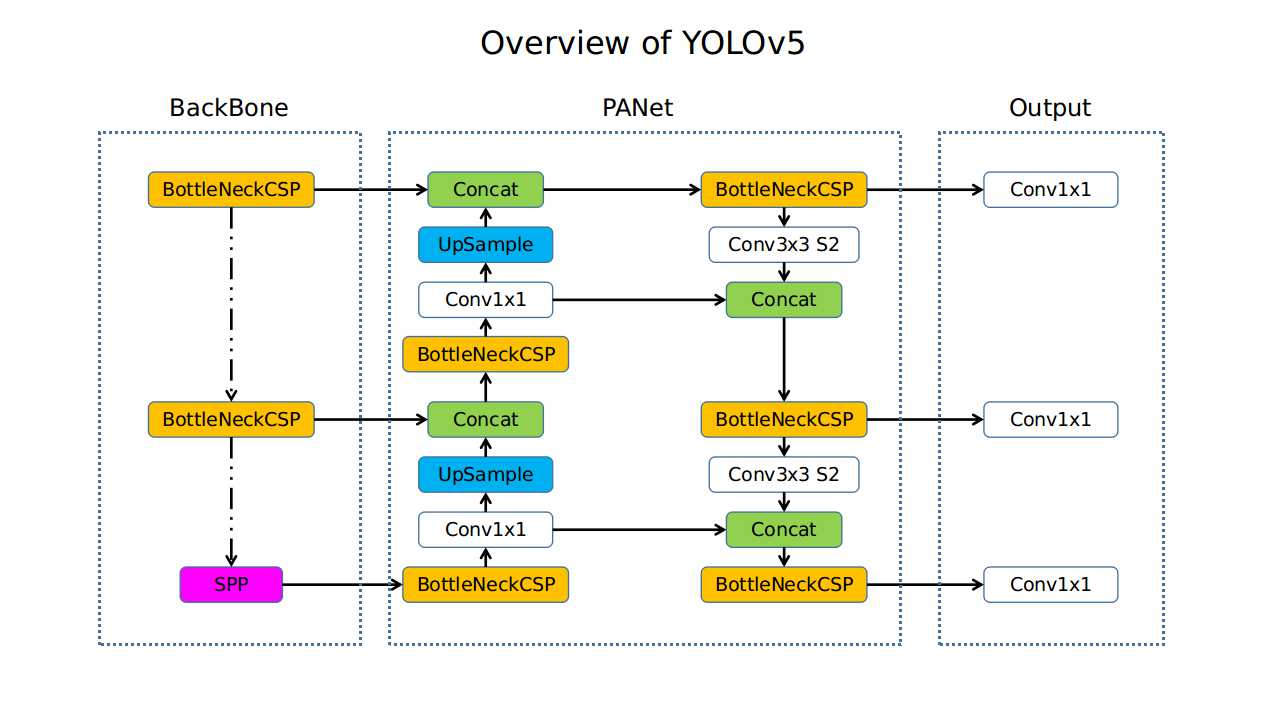 Overview of YOLOv5
BackBone
PANet
Output
BottleNeckCSP
Concat
BottleNeckCSP
Conv1x1
UpSample
Conv3x3 S2
Conv1x1
Concat
BottleNeckCSP
BottleNeckCSP
Concat
BottleNeckCSP
Conv1x1
UpSample
Conv3x3 S2
Conv1x1
Concat
SPP
BottleNeckCSP
BottleNeckCSP
Conv1x1